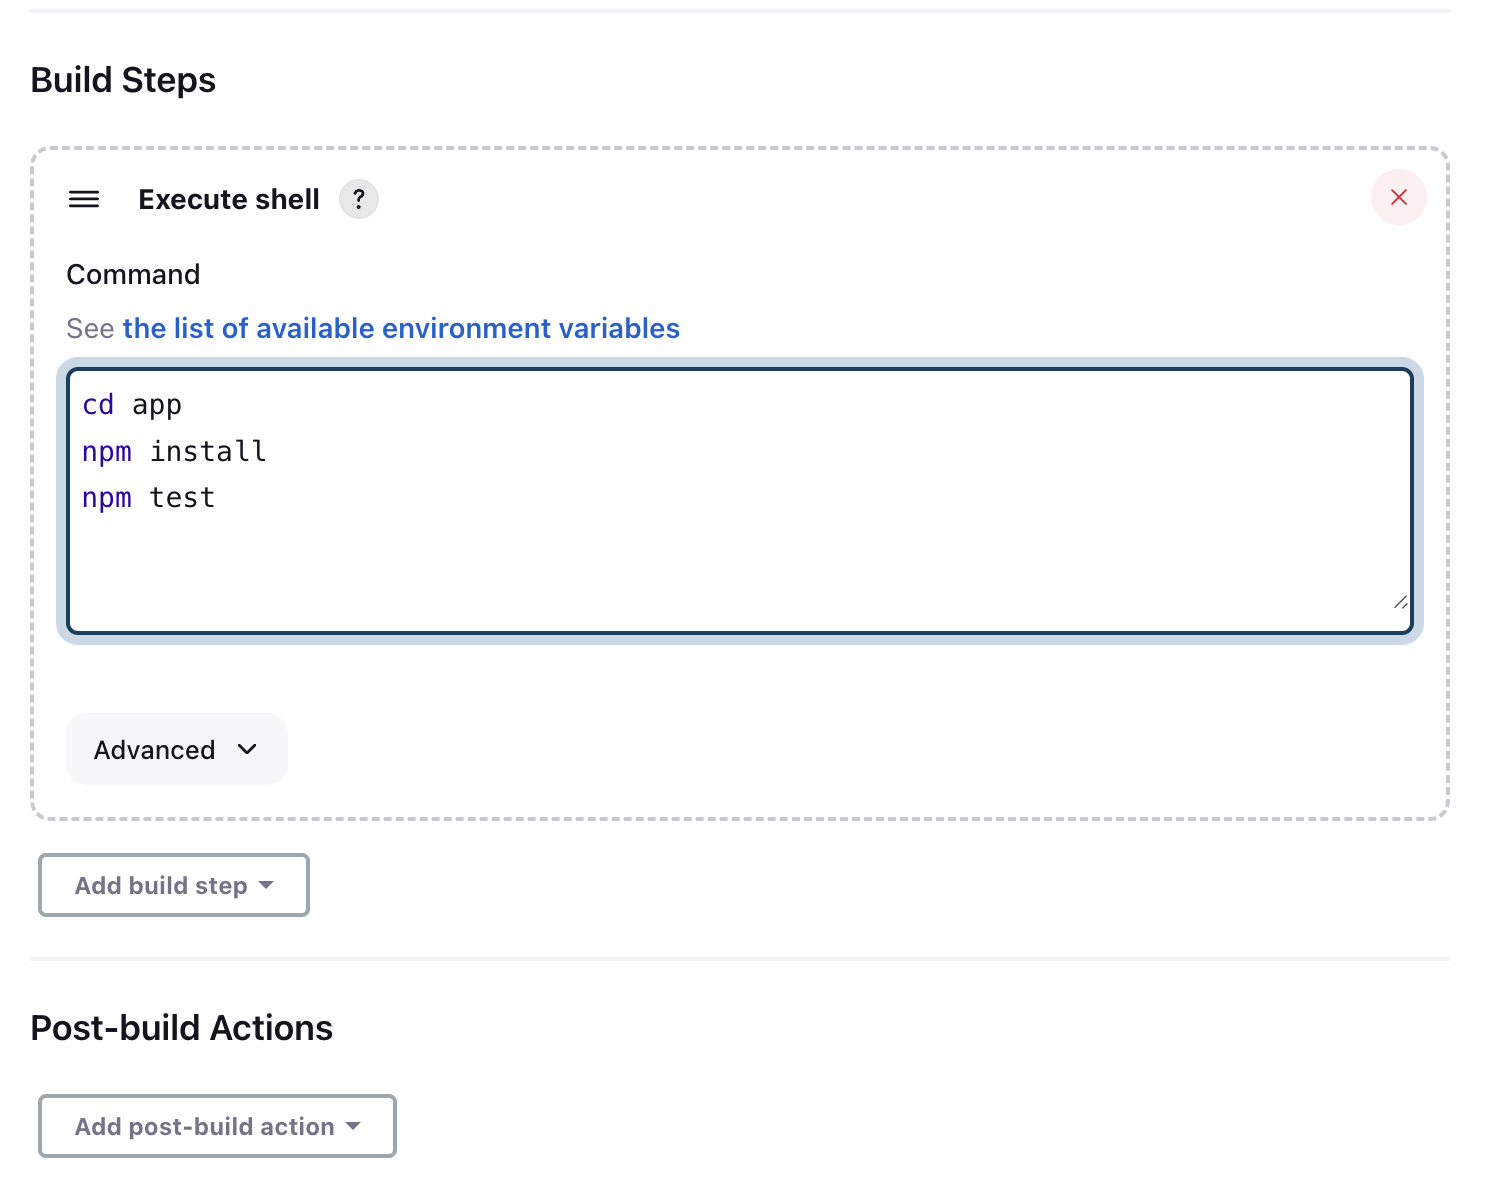 Build Steps
Execute shell ?
Command
See the list of available environment variables
cd app
npm install
npm test
Advanced
Add build step
Post-build Actions
Add post-build action